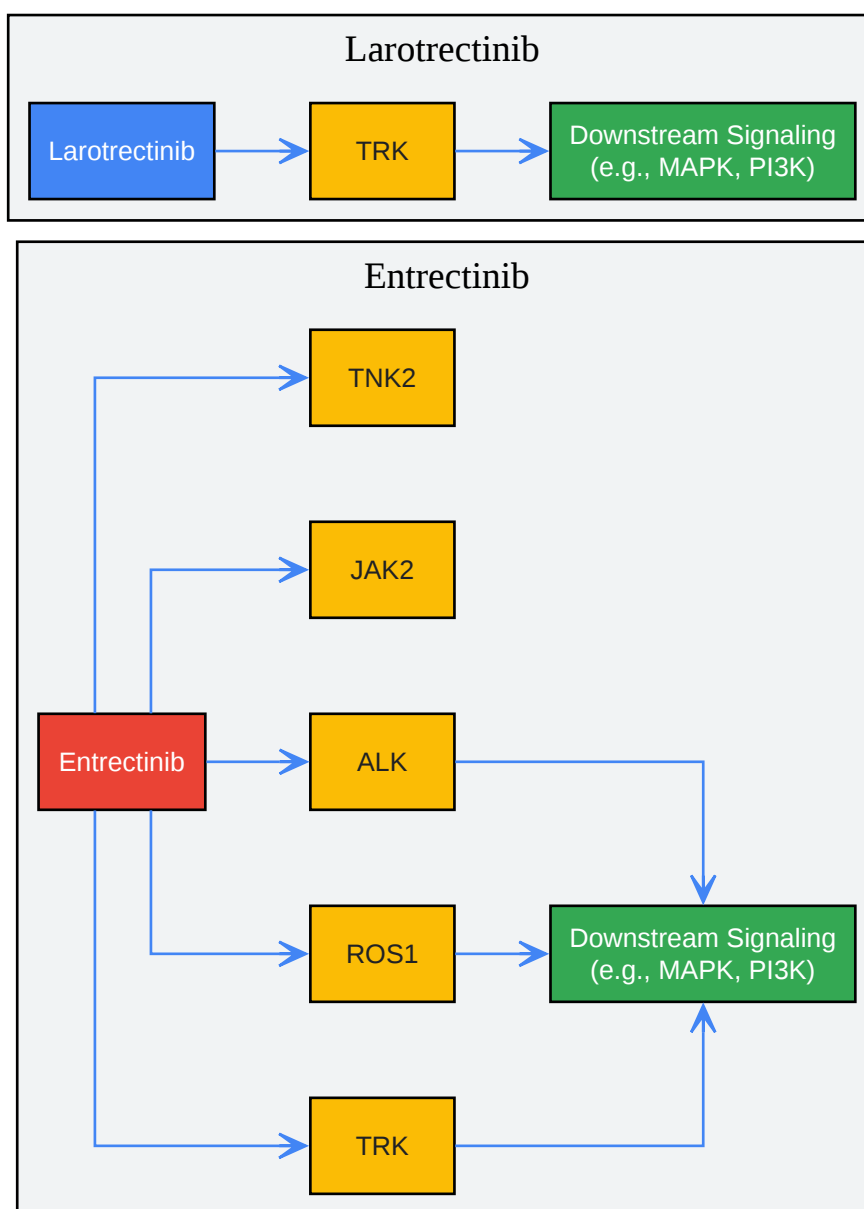 Larotrectinib
Larotrectinib
TRK
Downstream Signaling
(e.g., MAPK, PI3K)
Entrectinib
TNK2
JAK2
Entrectinib
ALK
ROS1
Downstream Signaling
(e.g., MAPK, PI3K)
TRK